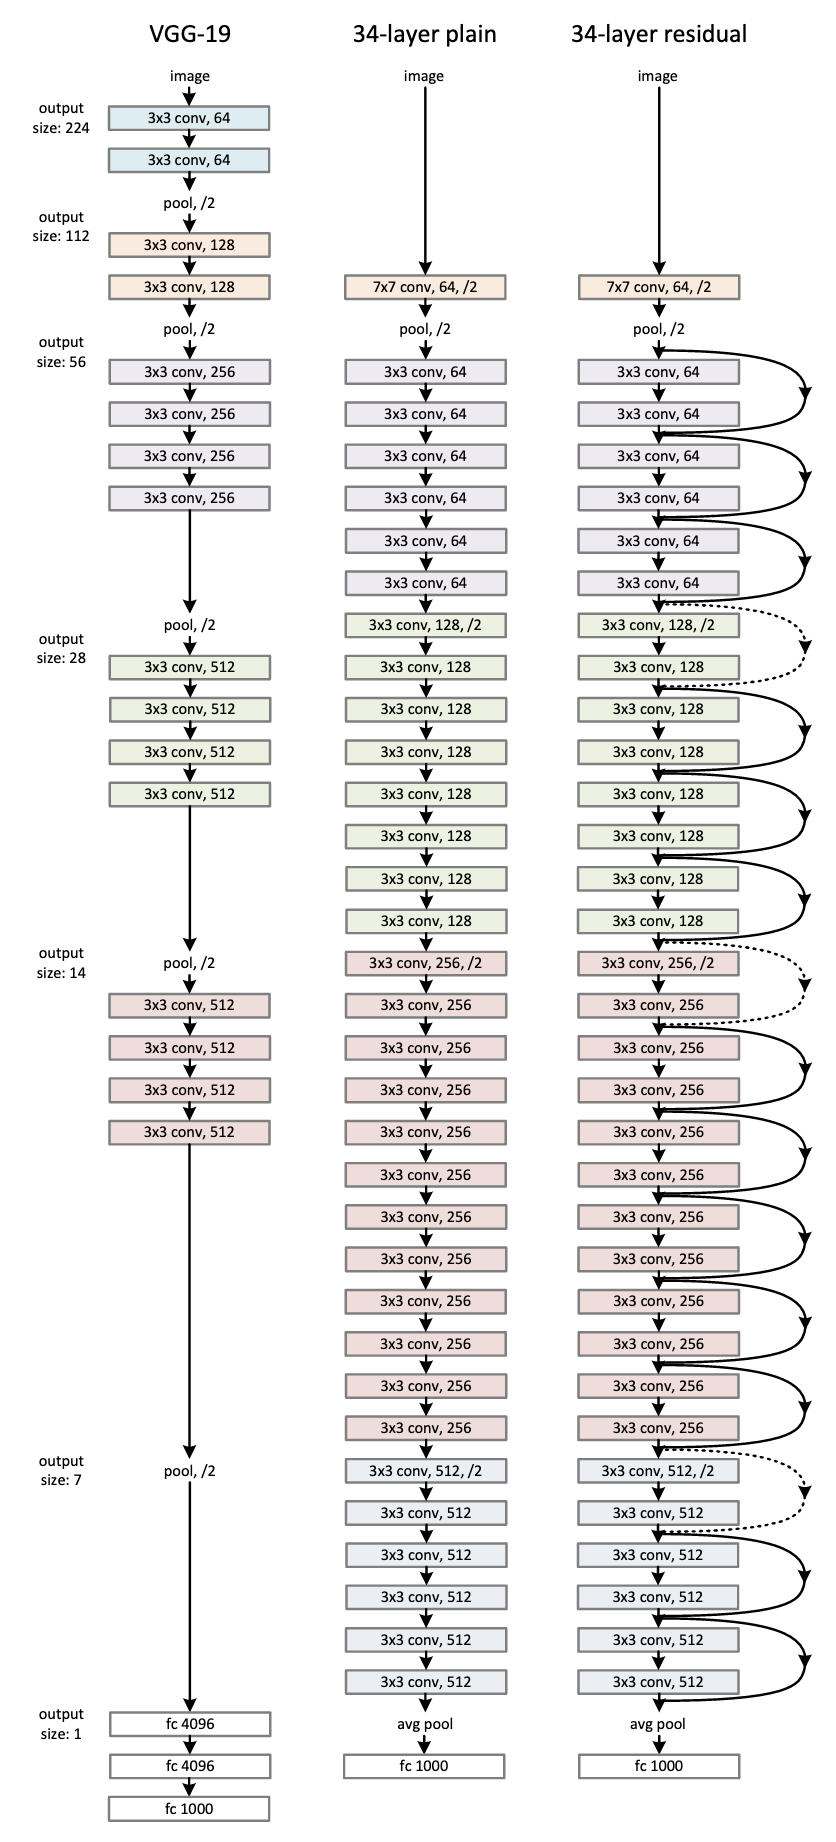 VGG-19
image
output
size: 224
3x3 conv, 64
3x3 conv, 64
pool, /2
output
size: 112
3x3 conv, 128
3x3 conv, 128
pool, /2
output
size: 56
3x3 conv, 256
3x3 conv, 256
3x3 conv, 256
3x3 conv, 256
pool, /2
output
size: 28
3x3 conv, 512
3x3 conv, 512
3x3 conv, 512
3x3 conv, 512
output
size: 14
pool, /2
3x3 conv, 512
3x3 conv, 512
3x3 conv, 512
3x3 conv, 512
output
size: 7
pool, /2
output
size: 1
fc 4096
fc 4096
fc 1000
34-layer plain
image
7x7 conv, 64, /2
pool, /2
3x3 conv, 64
3x3 conv, 64
3x3 conv, 64
3x3 conv, 64
3x3 conv, 64
3x3 conv, 64
3x3 conv, 128, /2
3x3 conv, 128
3x3 conv, 128
3x3 conv, 128
3x3 conv, 128
3x3 conv, 128
3x3 conv, 128
3x3 conv, 128
3x3 conv, 256, /2
3x3 conv, 256
3x3 conv, 256
3x3 conv, 256
3x3 conv, 256
3x3 conv, 256
3x3 conv, 256
3x3 conv, 256
3x3 conv, 256
3x3 conv, 256
3x3 conv, 256
3x3 conv, 256
3x3 conv, 512, /2
3x3 conv, 512
3x3 conv, 512
3x3 conv, 512
3x3 conv, 512
3x3 conv, 512
avg pool
fc 1000
34-layer residual
image
7x7 conv, 64, /2
pool, /2
3x3 conv, 64
3x3 conv, 64
3x3 conv, 64
3x3 conv, 64
3x3 conv, 64
3x3 conv, 64
3x3 conv, 128, /2
3x3 conv, 128
3x3 conv, 128
3x3 conv, 128
3x3 conv, 128
3x3 conv, 128
3x3 conv, 128
3x3 conv, 128
3x3 conv, 256, /2
3x3 conv, 256
3x3 conv, 256
3x3 conv, 256
3x3 conv, 256
3x3 conv, 256
3x3 conv, 256
3x3 conv, 256
3x3 conv, 256
3x3 conv, 256
3x3 conv, 256
3x3 conv, 256
3x3 conv, 512, /2
3x3 conv, 512
3x3 conv, 512
3x3 conv, 512
3x3 conv, 512
3x3 conv, 512
avg pool
fc 1000